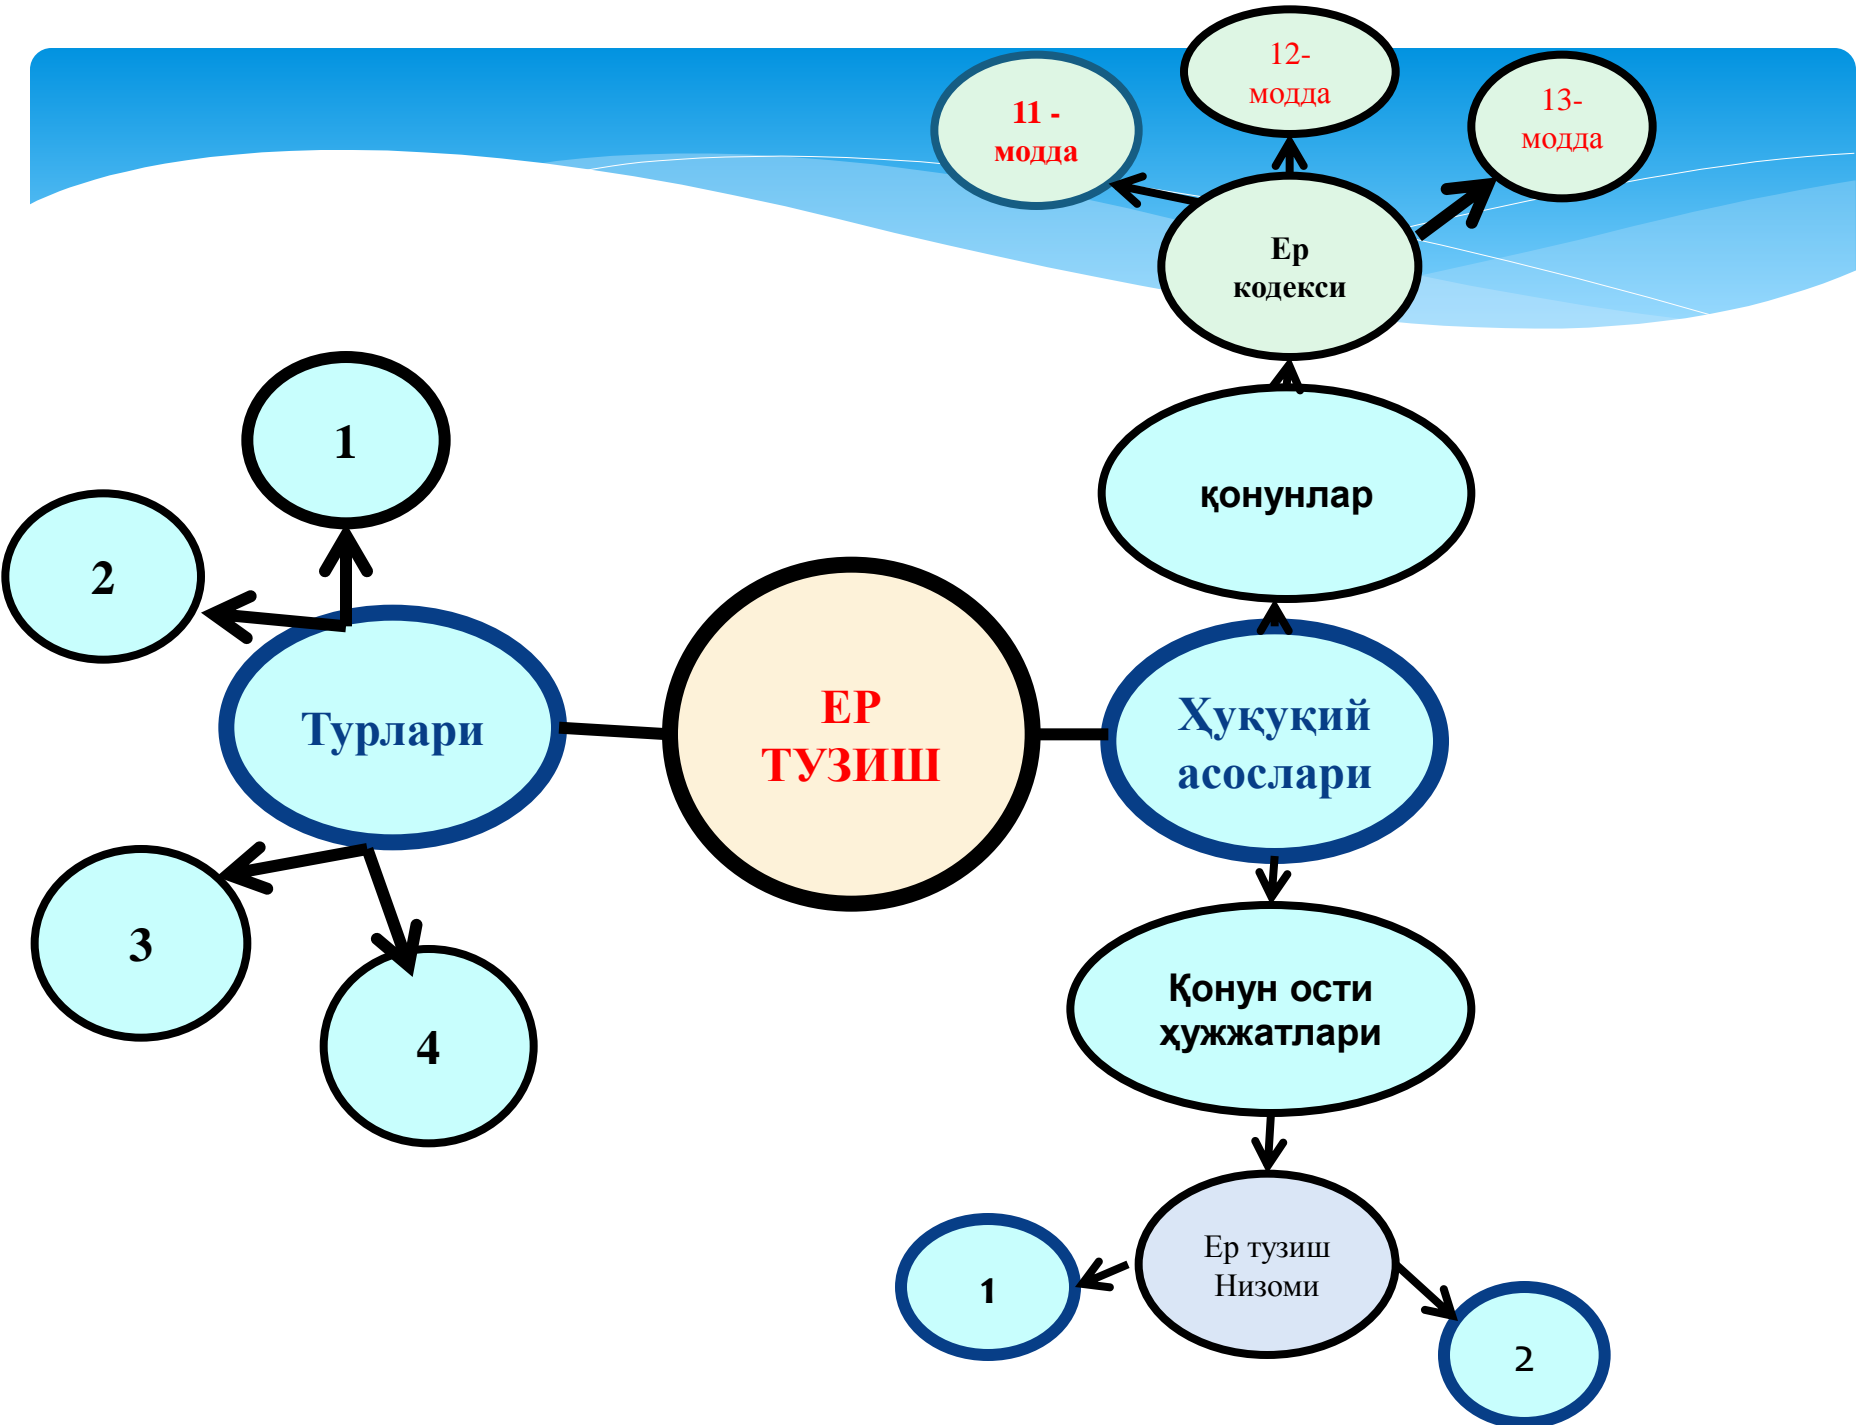 12-
модда
11 -
модда
13-
модда
Ер
кодекси
1
қонунлар
2
Турлари
ЕР
ТУЗИШ
Ҳуқуқий
асослари
3
4
Қонун ости
ҳужжатлари
Ер тузиш
Низоми
1
2